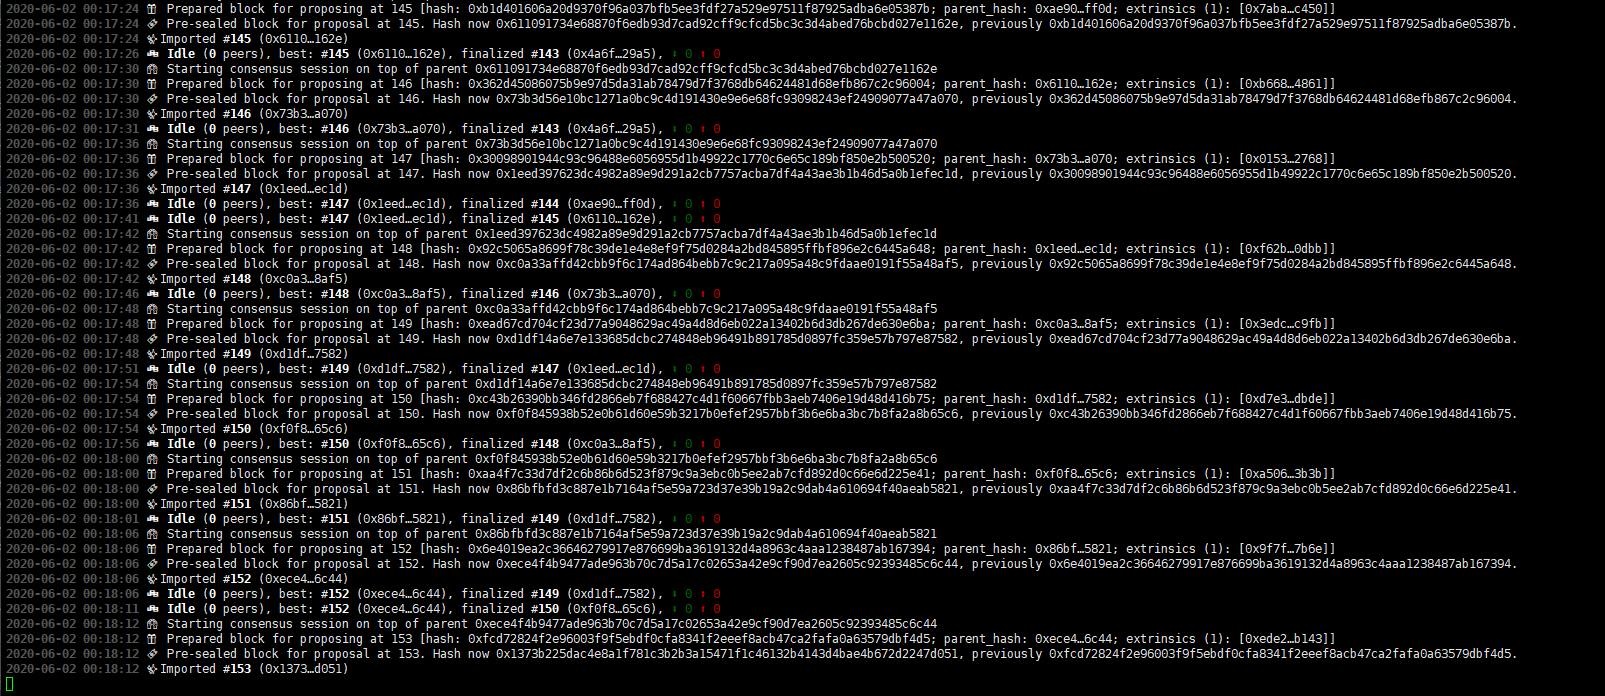 2020-06-02 00:17:24 🎁 Prepared block for proposing at 145 [hash: 0xb1d401606a20d9370f96a037bfb5ee3fdf27a529e97511f87925adba6e05387b; parent_hash: 0xae90…ff0d; extrinsics (1): [0x7aba…c450]]
2020-06-02 00:17:24 🔖 Pre-sealed block for proposal at 145. Hash now 0x611091734e68870f6edb93d7cad92cff9cfcd5bc3c3d4abed76bcbd027e1162e, previously 0xb1d401606a20d9370f96a037bfb5ee3fdf27a529e97511f87925adba6e05387b.
2020-06-02 00:17:24 ✨ Imported #145 (0x6110…162e)
2020-06-02 00:17:26 💤 Idle (0 peers), best: #145 (0x6110…162e), finalized #143 (0x4a6f…29a5), ⬇ 0 ⬆ 0
2020-06-02 00:17:30 🙌 Starting consensus session on top of parent 0x611091734e68870f6edb93d7cad92cff9cfcd5bc3c3d4abed76bcbd027e1162e
2020-06-02 00:17:30 🎁 Prepared block for proposing at 146 [hash: 0x362d45086075b9e97d5da31ab78479d7f3768db64624481d68efb867c2c96004; parent_hash: 0x6110…162e; extrinsics (1): [0xb668…4861]]
2020-06-02 00:17:30 🔖 Pre-sealed block for proposal at 146. Hash now 0x73b3d56e10bc1271a0bc9c4d191430e9e6e68fc93098243ef24909077a47a070, previously 0x362d45086075b9e97d5da31ab78479d7f3768db64624481d68efb867c2c96004.
2020-06-02 00:17:30 ✨ Imported #146 (0x73b3…a070)
2020-06-02 00:17:31 💤 Idle (0 peers), best: #146 (0x73b3…a070), finalized #143 (0x4a6f…29a5), ⬇ 0 ⬆ 0
2020-06-02 00:17:36 🙌 Starting consensus session on top of parent 0x73b3d56e10bc1271a0bc9c4d191430e9e6e68fc93098243ef24909077a47a070
2020-06-02 00:17:36 🎁 Prepared block for proposing at 147 [hash: 0x30098901944c93c96488e6056955d1b49922c1770c6e65c189bf850e2b500520; parent_hash: 0x73b3…a070; extrinsics (1): [0x0153…2768]]
2020-06-02 00:17:36 🔖 Pre-sealed block for proposal at 147. Hash now 0x1eed397623dc4982a89e9d291a2cb7757acba7df4a43ae3b1b46d5a0b1efec1d, previously 0x30098901944c93c96488e6056955d1b49922c1770c6e65c189bf850e2b500520.
2020-06-02 00:17:36 ✨ Imported #147 (0x1eed…ec1d)
2020-06-02 00:17:36 💤 Idle (0 peers), best: #147 (0x1eed…ec1d), finalized #144 (0xae90…ff0d), ⬇ 0 ⬆ 0
2020-06-02 00:17:41 💤 Idle (0 peers), best: #147 (0x1eed…ec1d), finalized #145 (0x6110…162e), ⬇ 0 ⬆ 0
2020-06-02 00:17:42 🙌 Starting consensus session on top of parent 0x1eed397623dc4982a89e9d291a2cb7757acba7df4a43ae3b1b46d5a0b1efec1d
2020-06-02 00:17:42 🎁 Prepared block for proposing at 148 [hash: 0x92c5065a8699f78c39de1e4e8ef9f75d0284a2bd845895ffbf896e2c6445a648; parent_hash: 0x1eed…ec1d; extrinsics (1): [0xf62b…0dbb]]
2020-06-02 00:17:42 🔖 Pre-sealed block for proposal at 148. Hash now 0xc0a33affd42cbb9f6c174ad864bebb7c9c217a095a48c9fdaae0191f55a48af5, previously 0x92c5065a8699f78c39de1e4e8ef9f75d0284a2bd845895ffbf896e2c6445a648.
2020-06-02 00:17:42 ✨ Imported #148 (0xc0a3…8af5)
2020-06-02 00:17:46 💤 Idle (0 peers), best: #148 (0xc0a3…8af5), finalized #146 (0x73b3…a070), ⬇ 0 ⬆ 0
2020-06-02 00:17:48 🙌 Starting consensus session on top of parent 0xc0a33affd42cbb9f6c174ad864bebb7c9c217a095a48c9fdaae0191f55a48af5
2020-06-02 00:17:48 🎁 Prepared block for proposing at 149 [hash: 0xead67cd704cf23d77a9048629ac49a4d8d6eb022a13402b6d3db267de630e6ba; parent_hash: 0xc0a3…8af5; extrinsics (1): [0x3edc…c9fb]]
2020-06-02 00:17:48 🔖 Pre-sealed block for proposal at 149. Hash now 0xd1df14a6e7e133685dcbc274848eb96491b891785d0897fc359e57b797e87582, previously 0xead67cd704cf23d77a9048629ac49a4d8d6eb022a13402b6d3db267de630e6ba.
2020-06-02 00:17:48 ✨ Imported #149 (0xd1df…7582)
2020-06-02 00:17:51 💤 Idle (0 peers), best: #149 (0xd1df…7582), finalized #147 (0x1eed…ec1d), ⬇ 0 ⬆ 0
2020-06-02 00:17:54 🙌 Starting consensus session on top of parent 0xd1df14a6e7e133685dcbc274848eb96491b891785d0897fc359e57b797e87582
2020-06-02 00:17:54 🎁 Prepared block for proposing at 150 [hash: 0xc43b26390bb346fd2866eb7f688427c4d1f60667fbb3aeb7406e19d48d416b75; parent_hash: 0xd1df…7582; extrinsics (1): [0xd7e3…dbde]]
2020-06-02 00:17:54 🔖 Pre-sealed block for proposal at 150. Hash now 0xf0f845938b52e0b61d60e59b3217b0efef2957bbf3b6e6ba3bc7b8fa2a8b65c6, previously 0xc43b26390bb346fd2866eb7f688427c4d1f60667fbb3aeb7406e19d48d416b75.
2020-06-02 00:17:54 ✨ Imported #150 (0xf0f8…65c6)
2020-06-02 00:17:56 💤 Idle (0 peers), best: #150 (0xf0f8…65c6), finalized #148 (0xc0a3…8af5), ⬇ 0 ⬆ 0
2020-06-02 00:18:00 🙌 Starting consensus session on top of parent 0xf0f845938b52e0b61d60e59b3217b0efef2957bbf3b6e6ba3bc7b8fa2a8b65c6
2020-06-02 00:18:00 🎁 Prepared block for proposing at 151 [hash: 0xaa4f7c33d7df2c6b86b6d523f879c9a3ebc0b5ee2ab7cfd892d0c66e6d225e41; parent_hash: 0xf0f8…65c6; extrinsics (1): [0xa506…3b3b]]
2020-06-02 00:18:00 🔖 Pre-sealed block for proposal at 151. Hash now 0x86bfbfd3c887e1b7164af5e59a723d37e39b19a2c9dab4a610694f40aeab5821, previously 0xaa4f7c33d7df2c6b86b6d523f879c9a3ebc0b5ee2ab7cfd892d0c66e6d225e41.
2020-06-02 00:18:00 ✨ Imported #151 (0x86bf…5821)
2020-06-02 00:18:01 💤 Idle (0 peers), best: #151 (0x86bf…5821), finalized #149 (0xd1df…7582), ⬇ 0 ⬆ 0
2020-06-02 00:18:06 🙌 Starting consensus session on top of parent 0x86bfbfd3c887e1b7164af5e59a723d37e39b19a2c9dab4a610694f40aeab5821
2020-06-02 00:18:06 🎁 Prepared block for proposing at 152 [hash: 0x6e4019ea2c36646279917e876699ba3619132d4a8963c4aaa1238487ab167394; parent_hash: 0x86bf…5821; extrinsics (1): [0x9f7f…7b6e]]
2020-06-02 00:18:06 🔖 Pre-sealed block for proposal at 152. Hash now 0xece4f4b9477ade963b70c7d5a17c02653a42e9cf90d7ea2605c92393485c6c44, previously 0x6e4019ea2c36646279917e876699ba3619132d4a8963c4aaa1238487ab167394.
2020-06-02 00:18:06 ✨ Imported #152 (0xece4…6c44)
2020-06-02 00:18:06 💤 Idle (0 peers), best: #152 (0xece4…6c44), finalized #149 (0xd1df…7582), ⬇ 0 ⬆ 0
2020-06-02 00:18:11 💤 Idle (0 peers), best: #152 (0xece4…6c44), finalized #150 (0xf0f8…65c6), ⬇ 0 ⬆ 0
2020-06-02 00:18:12 🙌 Starting consensus session on top of parent 0xece4f4b9477ade963b70c7d5a17c02653a42e9cf90d7ea2605c92393485c6c44
2020-06-02 00:18:12 🎁 Prepared block for proposing at 153 [hash: 0xfcd72824f2e96003f9f5ebdf0cfa8341f2eeef8acb47ca2fafa0a63579dbf4d5; parent_hash: 0xece4…6c44; extrinsics (1): [0xede2…b143]]
2020-06-02 00:18:12 🔖 Pre-sealed block for proposal at 153. Hash now 0x1373b225dac4e8a1f781c3b2b3a15471f1c46132b4143d4bae4b672d2247d051, previously 0xfcd72824f2e96003f9f5ebdf0cfa8341f2eeef8acb47ca2fafa0a63579dbf4d5.
2020-06-02 00:18:12 ✨ Imported #153 (0x1373…d051)